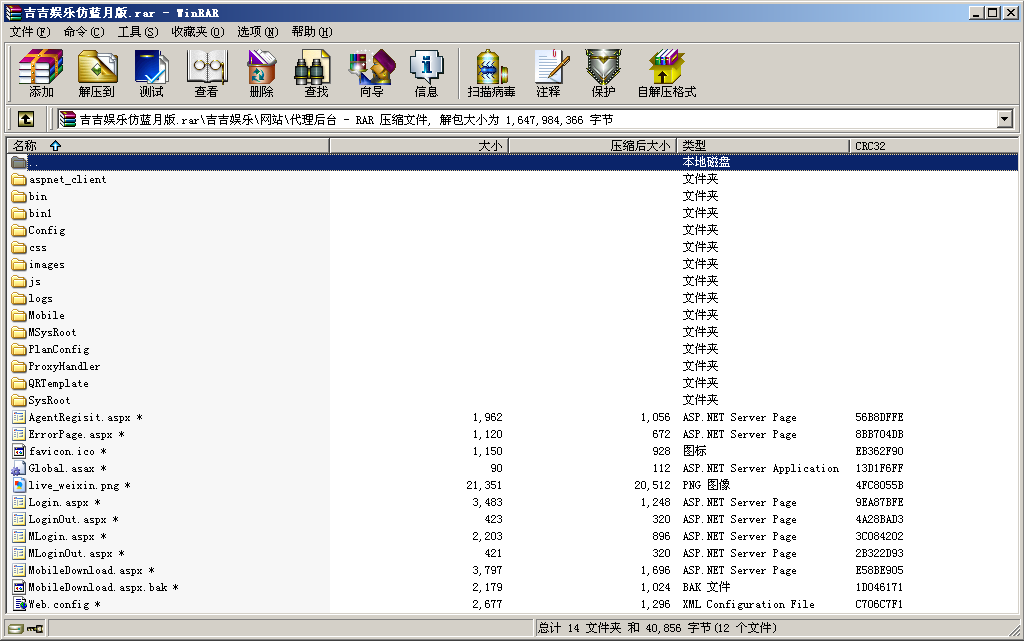 吉吉娱乐仿蓝月版.rar - WinRAR
文件(F) 命令(C) 工具(S) 收藏夹(O) 选项(N) 帮助(H)
添加 解压到 测试 查看 删除 查找 向导 信息 扫描病毒 注释 保护 自解压格式
吉吉娱乐仿蓝月版.rar\吉吉娱乐\网站\代理后台 - RAR 压缩文件, 解包大小为 1,647,984,366 字节
名称 大小 压缩后大小 类型 CRC32
.. 本地磁盘
aspnet_client 文件夹
bin 文件夹
bin1 文件夹
Config 文件夹
css 文件夹
images 文件夹
js 文件夹
logs 文件夹
Mobile 文件夹
MSysRoot 文件夹
PlanConfig 文件夹
ProxyHandler 文件夹
QRTemplate 文件夹
SysRoot 文件夹
AgentRegisit.aspx * 1,962 1,056 ASP.NET Server Page 56B8DFFE
ErrorPage.aspx * 1,120 672 ASP.NET Server Page 8BB704DB
favicon.ico * 1,150 928 图标 EB362F90
Global.asax * 90 112 ASP.NET Server Application 13D1F6FF
live_weixin.png * 21,351 20,512 PNG 图像 4FC8055B
Login.aspx * 3,483 1,248 ASP.NET Server Page 9EA87BFE
LoginOut.aspx * 423 320 ASP.NET Server Page 4A28BAD3
MLogin.aspx * 2,203 896 ASP.NET Server Page 3C084202
MLoginOut.aspx * 421 320 ASP.NET Server Page 2B322D93
MobileDownload.aspx * 3,797 1,696 ASP.NET Server Page E58BE905
MobileDownload.aspx.bak * 2,179 1,024 BAK 文件 1D046171
Web.config * 2,677 1,296 XML Configuration File C706C7F1
总计 14 文件夹 和 40,856 字节(12 个文件)